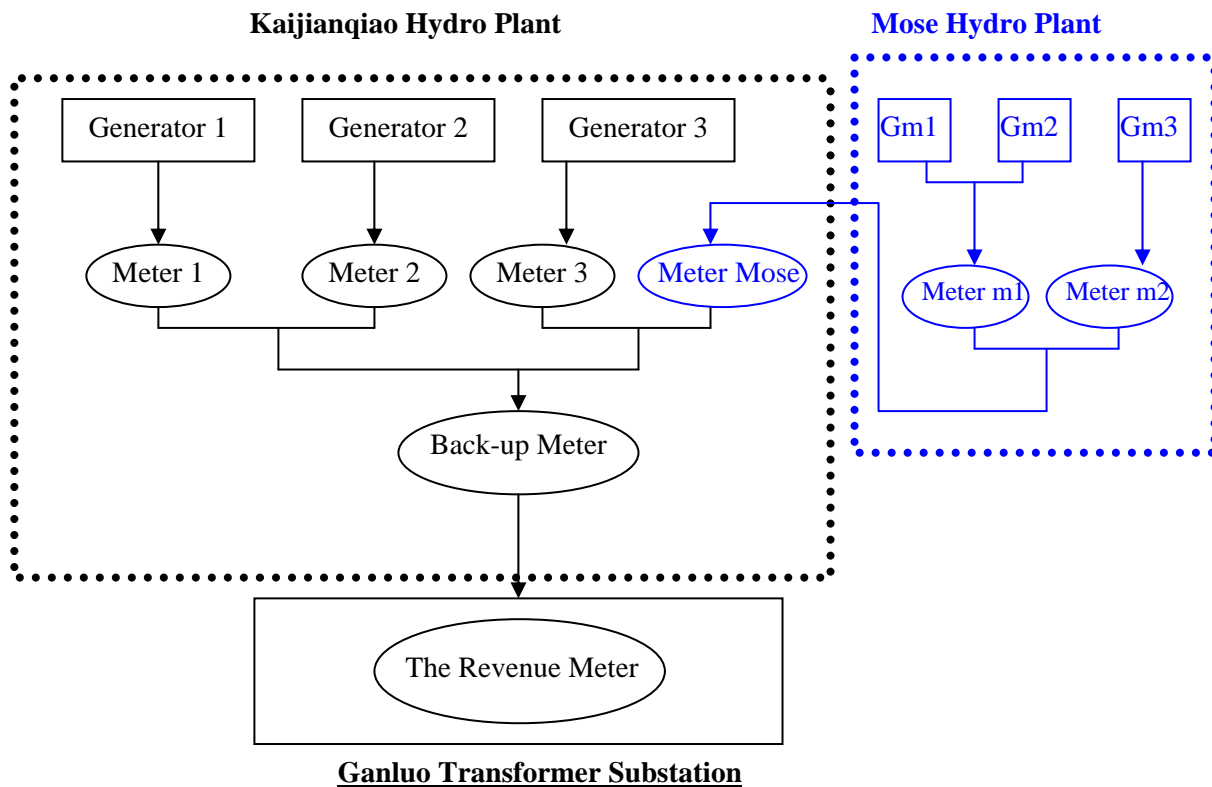 Kaijianqiao Hydro Plant
Mose Hydro Plant
Generator 1
Generator 2
Generator 3
Gm1
Gm2
Gm3
Meter 1
Meter 2
Meter 3
Meter Mose
Meter m1
Meter m2
Back-up Meter
The Revenue Meter
Ganluo Transformer Substation